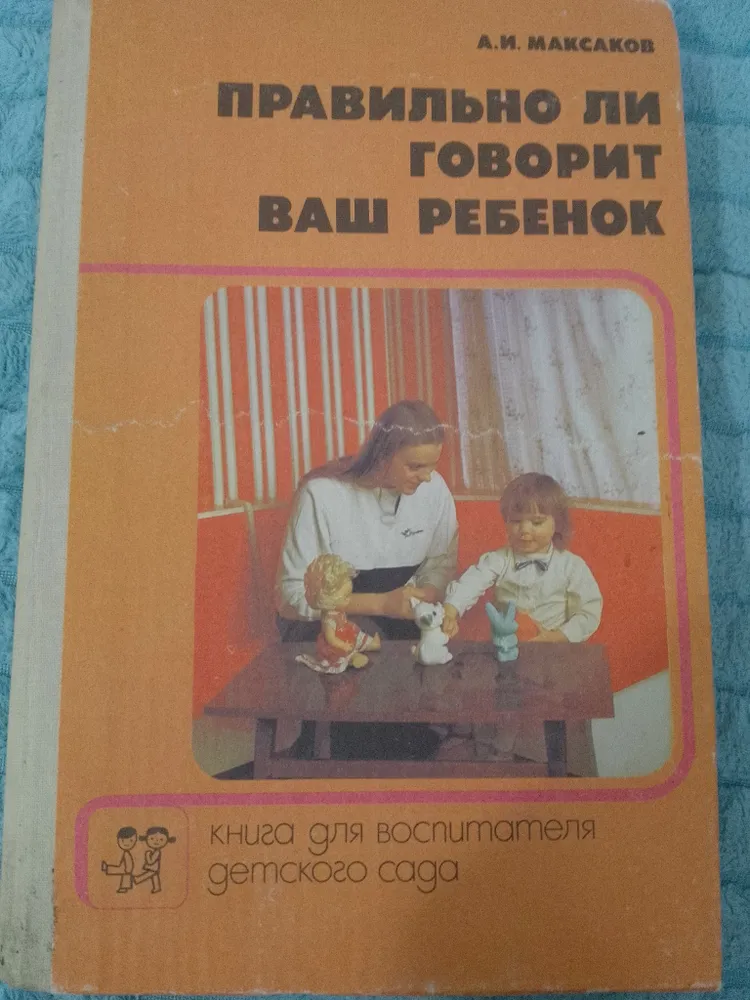 А.И. МАКСАКОВ
ПРАВИЛЬНО ЛИ
ГОВОРИТ
ВАШ РЕБЕНОК
книга для воспитателя
детского сада